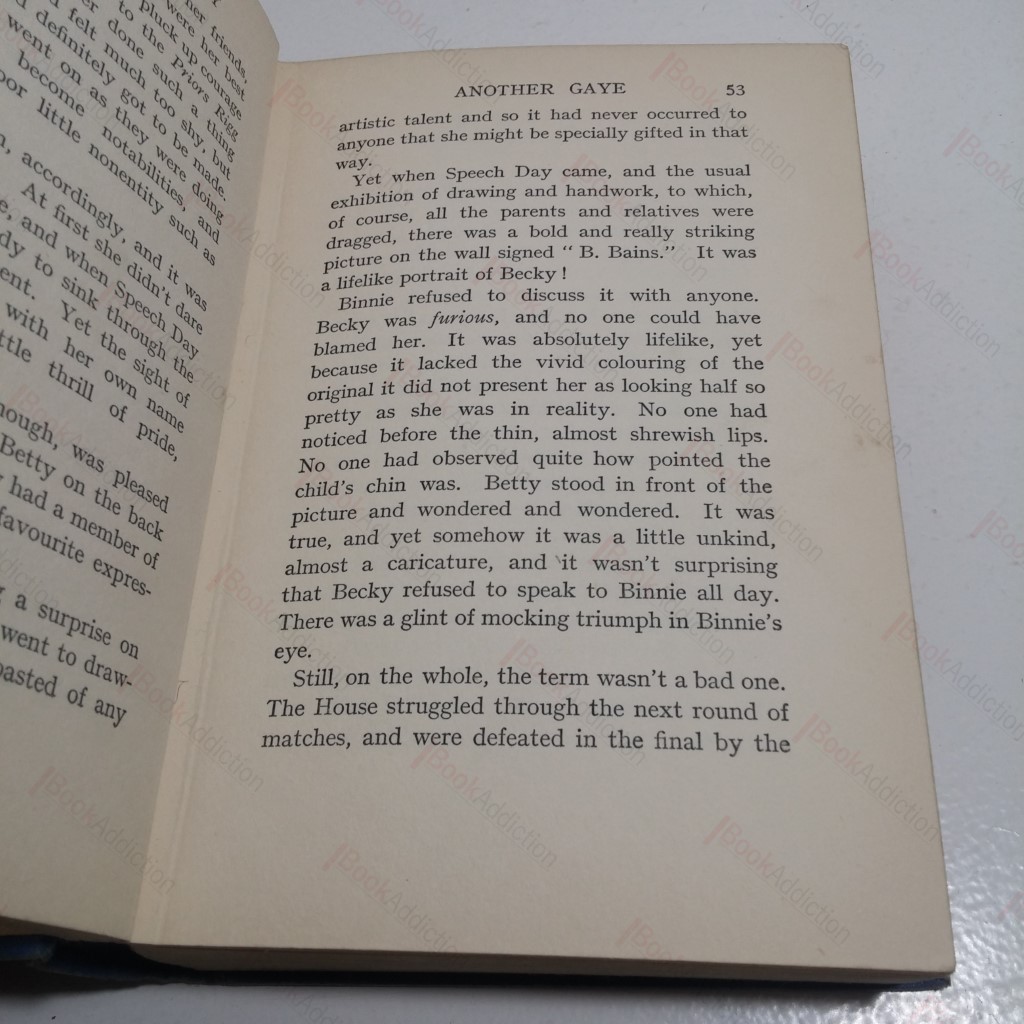 her friends,
were her best
pluck up courage
to the Priors Rigg
er done such a thing
felt much too shy, but
definitely got to be made.
went on as they were doing
become notabilities, and
oor little nonentity such as
accordingly, and it was
At first she didn't dare
e, and when Speech Day
dy to sink through the
ent. Yet the sight of
with her own name
ttle thrill of pride,
hough, was pleased
Betty on the back
had a member of
favourite expres-
a surprise on
went to draw-
oasted of any
ANOTHER GAYE 53
artistic talent and so it had never occurred to
anyone that she might be specially gifted in that
way.
Yet when Speech Day came, and the usual
exhibition of drawing and handwork, to which,
of course, all the parents and relatives were
dragged, there was a bold and really striking
picture on the wall signed " B. Bains." It was
a lifelike portrait of Becky !
Binnie refused to discuss it with anyone.
Becky was furious, and no one could have
blamed her. It was absolutely lifelike, yet
because it lacked the vivid colouring of the
original it did not present her as looking half so
pretty as she was in reality. No one had
noticed before the thin, almost shrewish lips.
No one had observed quite how pointed the
child's chin was. Betty stood in front of the
picture and wondered and wondered. It was
true, and yet somehow it was a little unkind,
almost a caricature, and it wasn't surprising
that Becky refused to speak to Binnie all day.
There was a glint of mocking triumph in Binnie's
eye.
Still, on the whole, the term wasn't a bad one.
The House struggled through the next round of
matches, and were defeated in the final by the